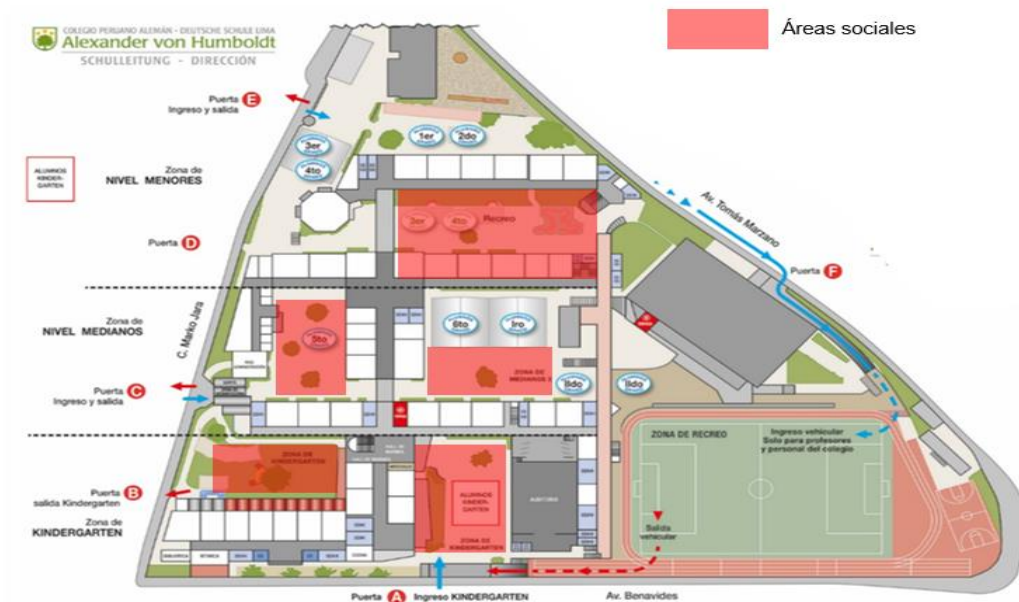 COLEGIO PERUANO ALEMÁN - DEUTSCHE SCHULE LIMA
Alexander von Humboldt
SCHULLEITUNG - DIRECCIÓN
Áreas sociales
Puerta E
Ingreso y salida
1er
2do
3er
4to
ALUMNOS
KINDER-
GARTEN
Zona de
NIVEL MENORES
3er
4to
Recreo
Av. Tomás Marzano
Puerta D
Puerta F
Zona de
NIVEL MEDIANOS
C. Marko Jara
5to
6to
Iro
ZONA DE
MEDIANOS
IIdo
IIdo
Puerta C
Ingreso y salida
ZONA DE RECREO
Ingreso vehicular
Solo para profesores
y personal del colegio
ZONA DE KINDERGARTEN
Puerta B
salida Kindergarten
Zona de
KINDERGARTEN
ALUMNOS
KINDER-
GARTEN
AUDITORIO
ZONA DE
KINDERGARTEN
Salida
vehicular
Puerta A Ingreso KINDERGARTEN
Av. Benavides